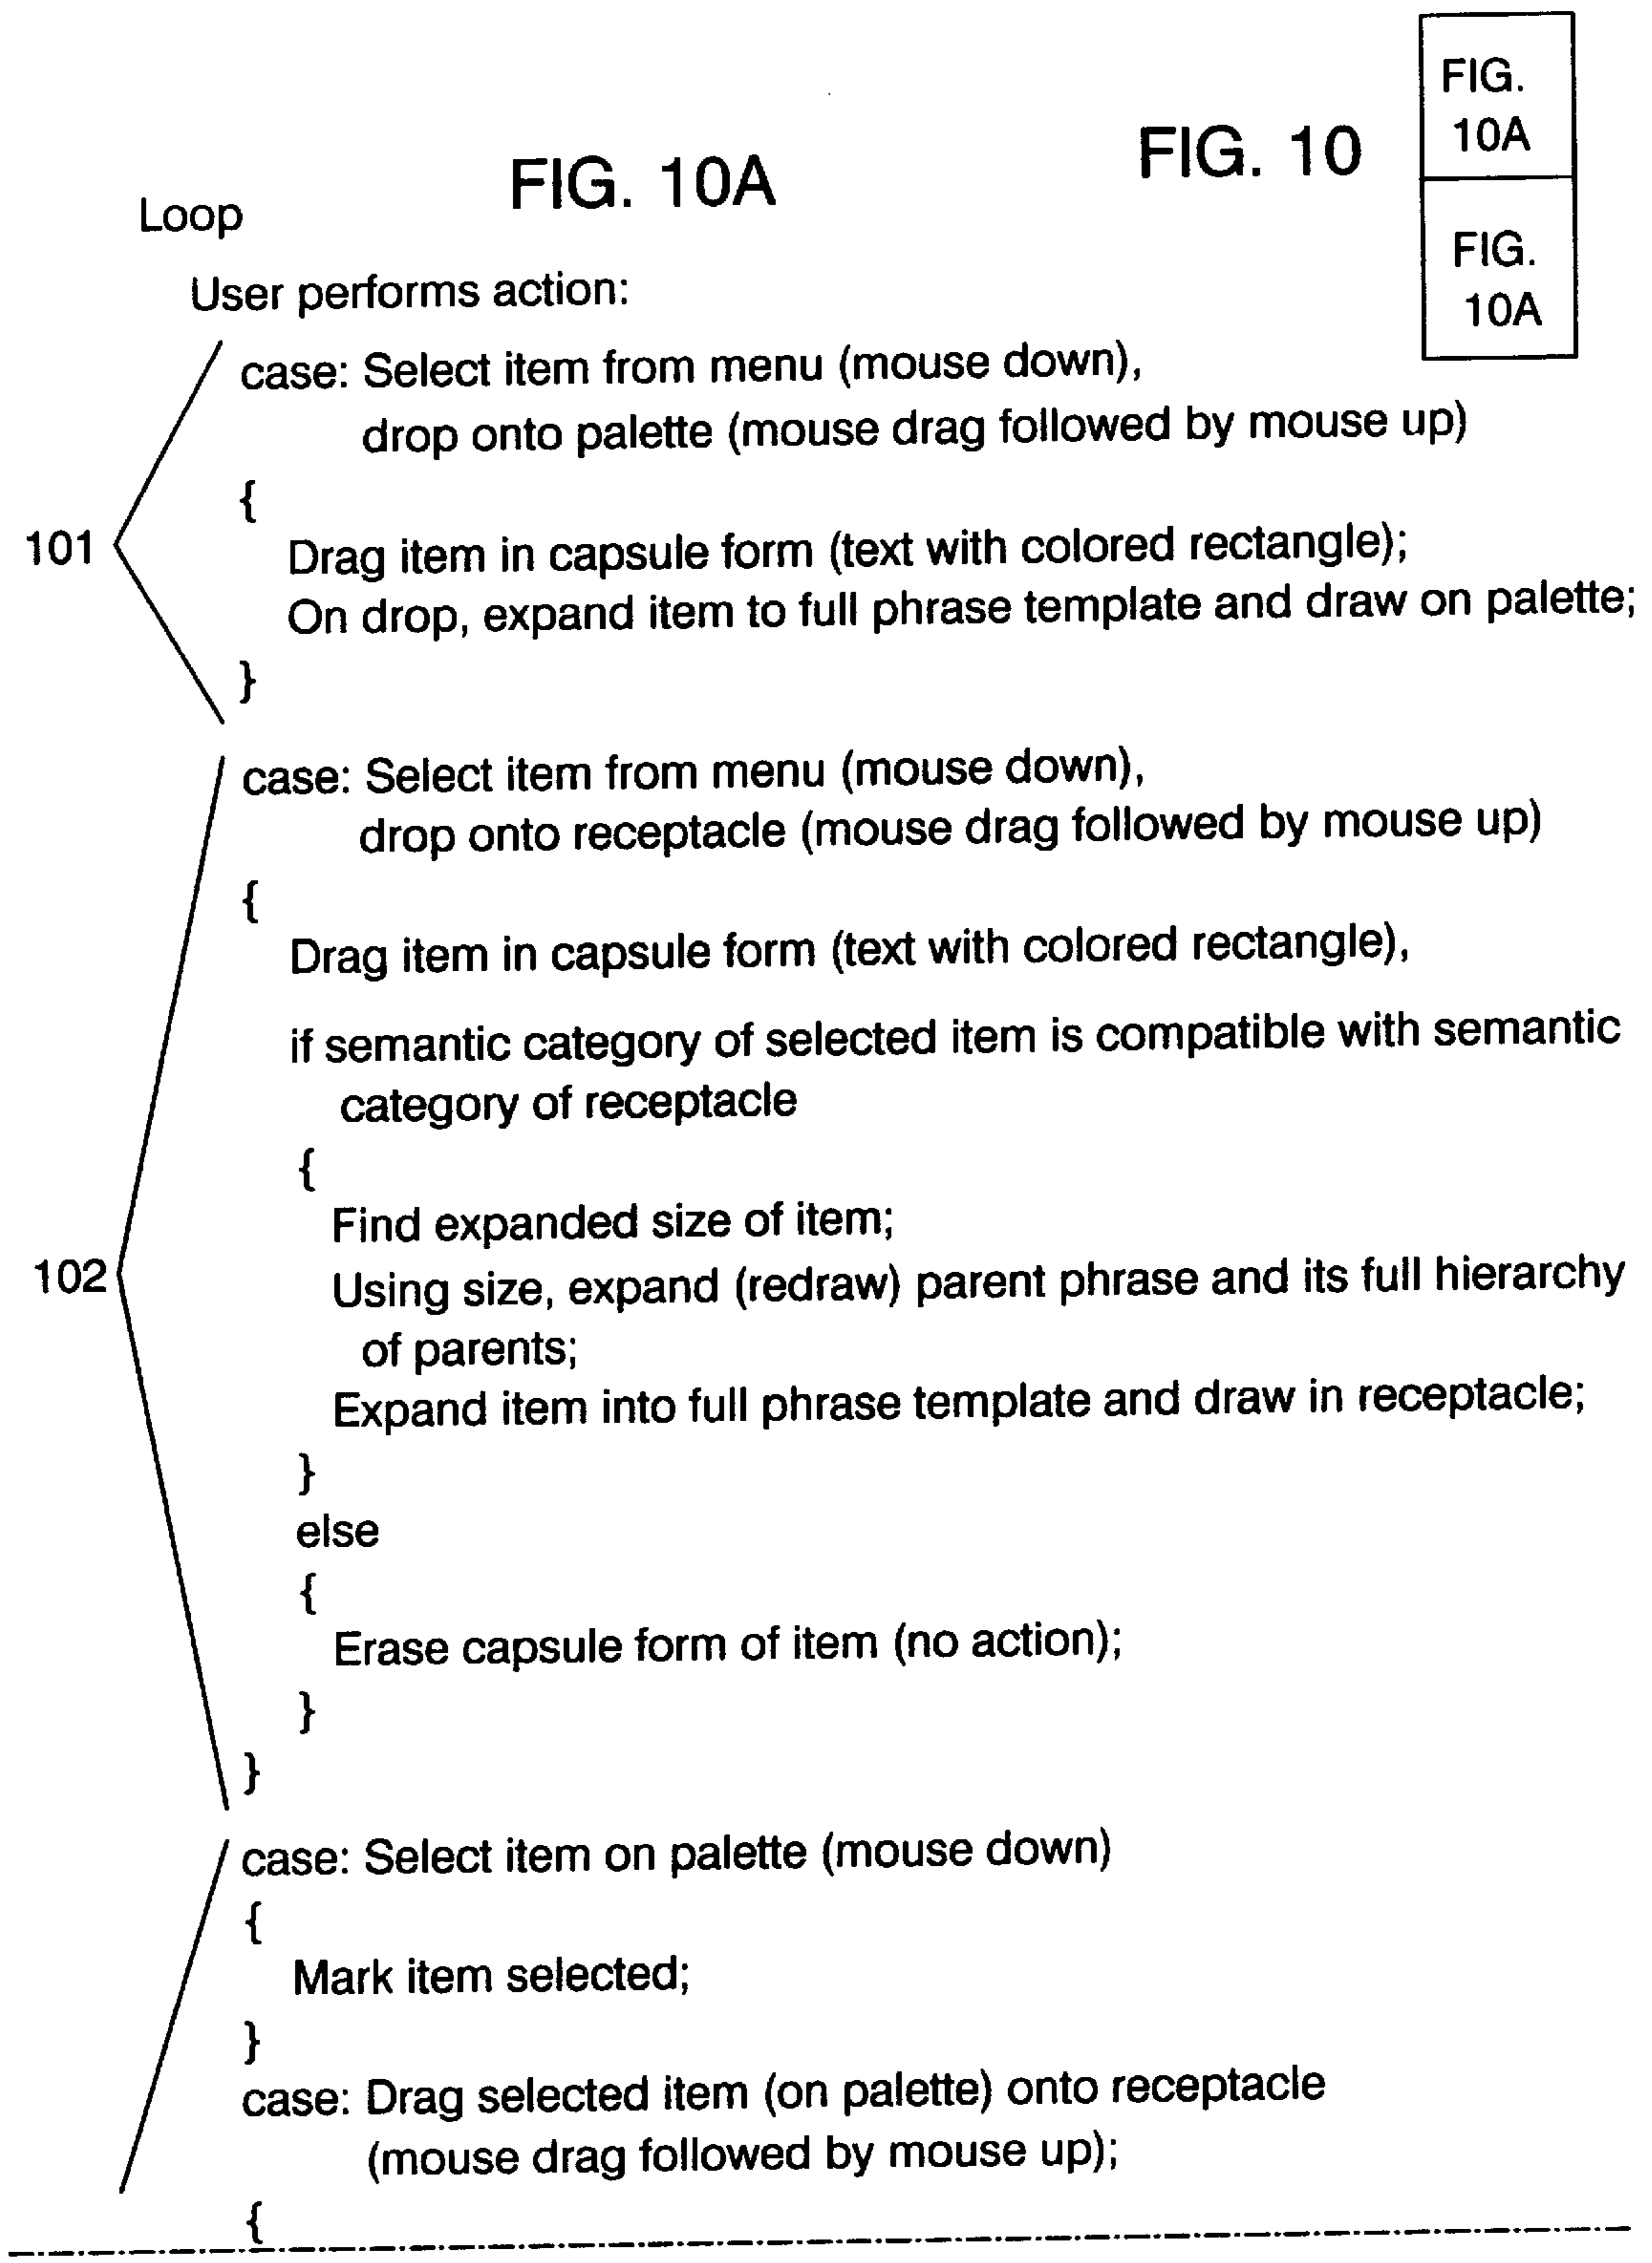 FIG. 10A
FIG. 10
FIG.
10A
FIG.
10A
Loop
User performs action:
case: Select item from menu (mouse down),
drop onto palette (mouse drag followed by mouse up)
{
101
Drag item in capsule form (text with colored rectangle);
On drop, expand item to full phrase template and draw on palette;
}
case: Select item from menu (mouse down),
drop onto receptacle (mouse drag followed by mouse up)
{
Drag item in capsule form (text with colored rectangle),
if semantic category of selected item is compatible with semantic
category of receptacle
{
Find expanded size of item;
102
Using size, expand (redraw) parent phrase and its full hierarchy
of parents;
Expand item into full phrase template and draw in receptacle;
}
else
{
Erase capsule form of item (no action);
}
}
case: Select item on palette (mouse down)
{
Mark item selected;
}
case: Drag selected item (on palette) onto receptacle
(mouse drag followed by mouse up);
{